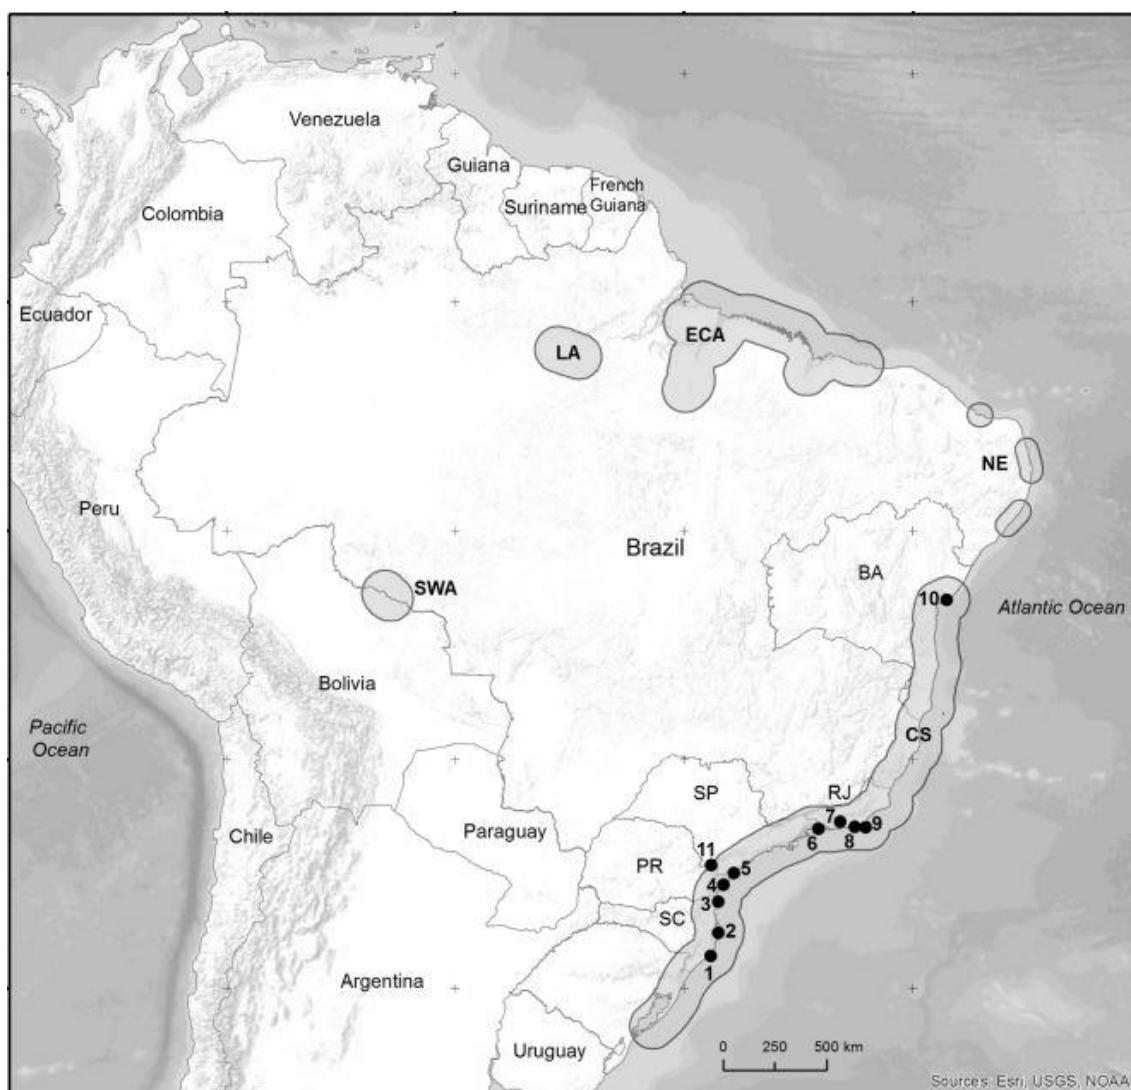 Venezuela
Guiana
French
Guiana
Suriname
Colombia
Ecuador
LA
ECA
NE
Peru
Brazil
BA
SWA
10
Atlantic Ocean
Bolivia
Pacific
Ocean
CS
SP
RJ
7
9
6
8
Chile
Paraguay
11
PR
5
4
3
SC
2
1
Argentina
Uruguay
0 250 500 km
Sources: Esri, USGS, NOAA